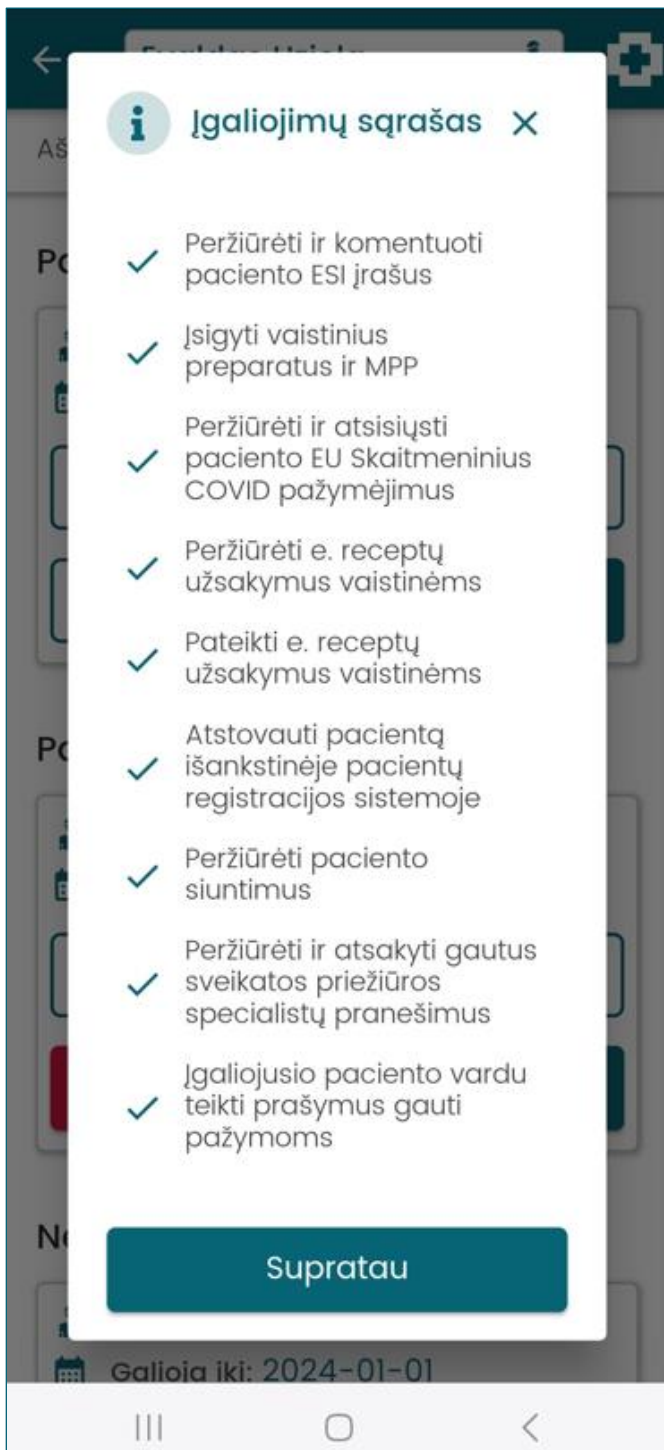 Įgaliojimų sąrašas
Aš
Peržiūrėti ir komentuoti
paciento ESI įrašus
Įsigyti vaistinius
preparatus ir MPP
Peržiūrėti ir atsisiųsti
paciento EU Skaitmeninius
COVID pažymėjimus
Peržiūrėti e. receptų
užsakymus vaistinėms
Pateikti e. receptų
užsakymus vaistinėms
Atstovauti pacientą
išankstinėje pacientų
registracijos sistemoje
Peržiūrėti paciento
siuntimus
Peržiūrėti ir atsakyti gautus
sveikatos priežiūros
specialistų pranešimus
Įgaliojusio paciento vardu
teikti prašymus gauti
pažymoms
Supratau
Galioja iki: 2024-01-01